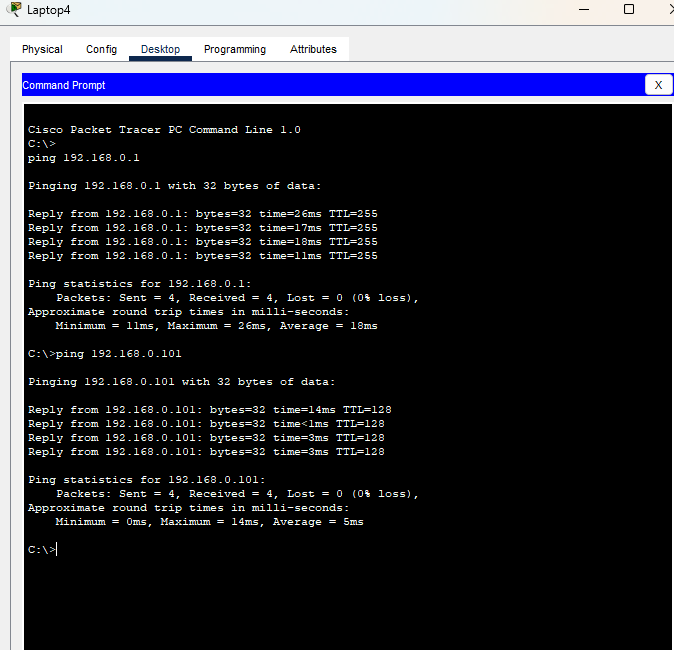 Laptop4
Physical Config Desktop Programming Attributes
Command Prompt X
Cisco Packet Tracer PC Command Line 1.0
C:\>
ping 192.168.0.1
Pinging 192.168.0.1 with 32 bytes of data:
Reply from 192.168.0.1: bytes=32 time=26ms TTL=255
Reply from 192.168.0.1: bytes=32 time=17ms TTL=255
Reply from 192.168.0.1: bytes=32 time=18ms TTL=255
Reply from 192.168.0.1: bytes=32 time=11ms TTL=255
Ping statistics for 192.168.0.1:
Packets: Sent = 4, Received = 4, Lost = 0 (0% loss),
Approximate round trip times in milli-seconds:
Minimum = 11ms, Maximum = 26ms, Average = 18ms
C:\>ping 192.168.0.101
Pinging 192.168.0.101 with 32 bytes of data:
Reply from 192.168.0.101: bytes=32 time=14ms TTL=128
Reply from 192.168.0.101: bytes=32 time<1ms TTL=128
Reply from 192.168.0.101: bytes=32 time=3ms TTL=128
Reply from 192.168.0.101: bytes=32 time=3ms TTL=128
Ping statistics for 192.168.0.101:
Packets: Sent = 4, Received = 4, Lost = 0 (0% loss),
Approximate round trip times in milli-seconds:
Minimum = 0ms, Maximum = 14ms, Average = 5ms
C:\>